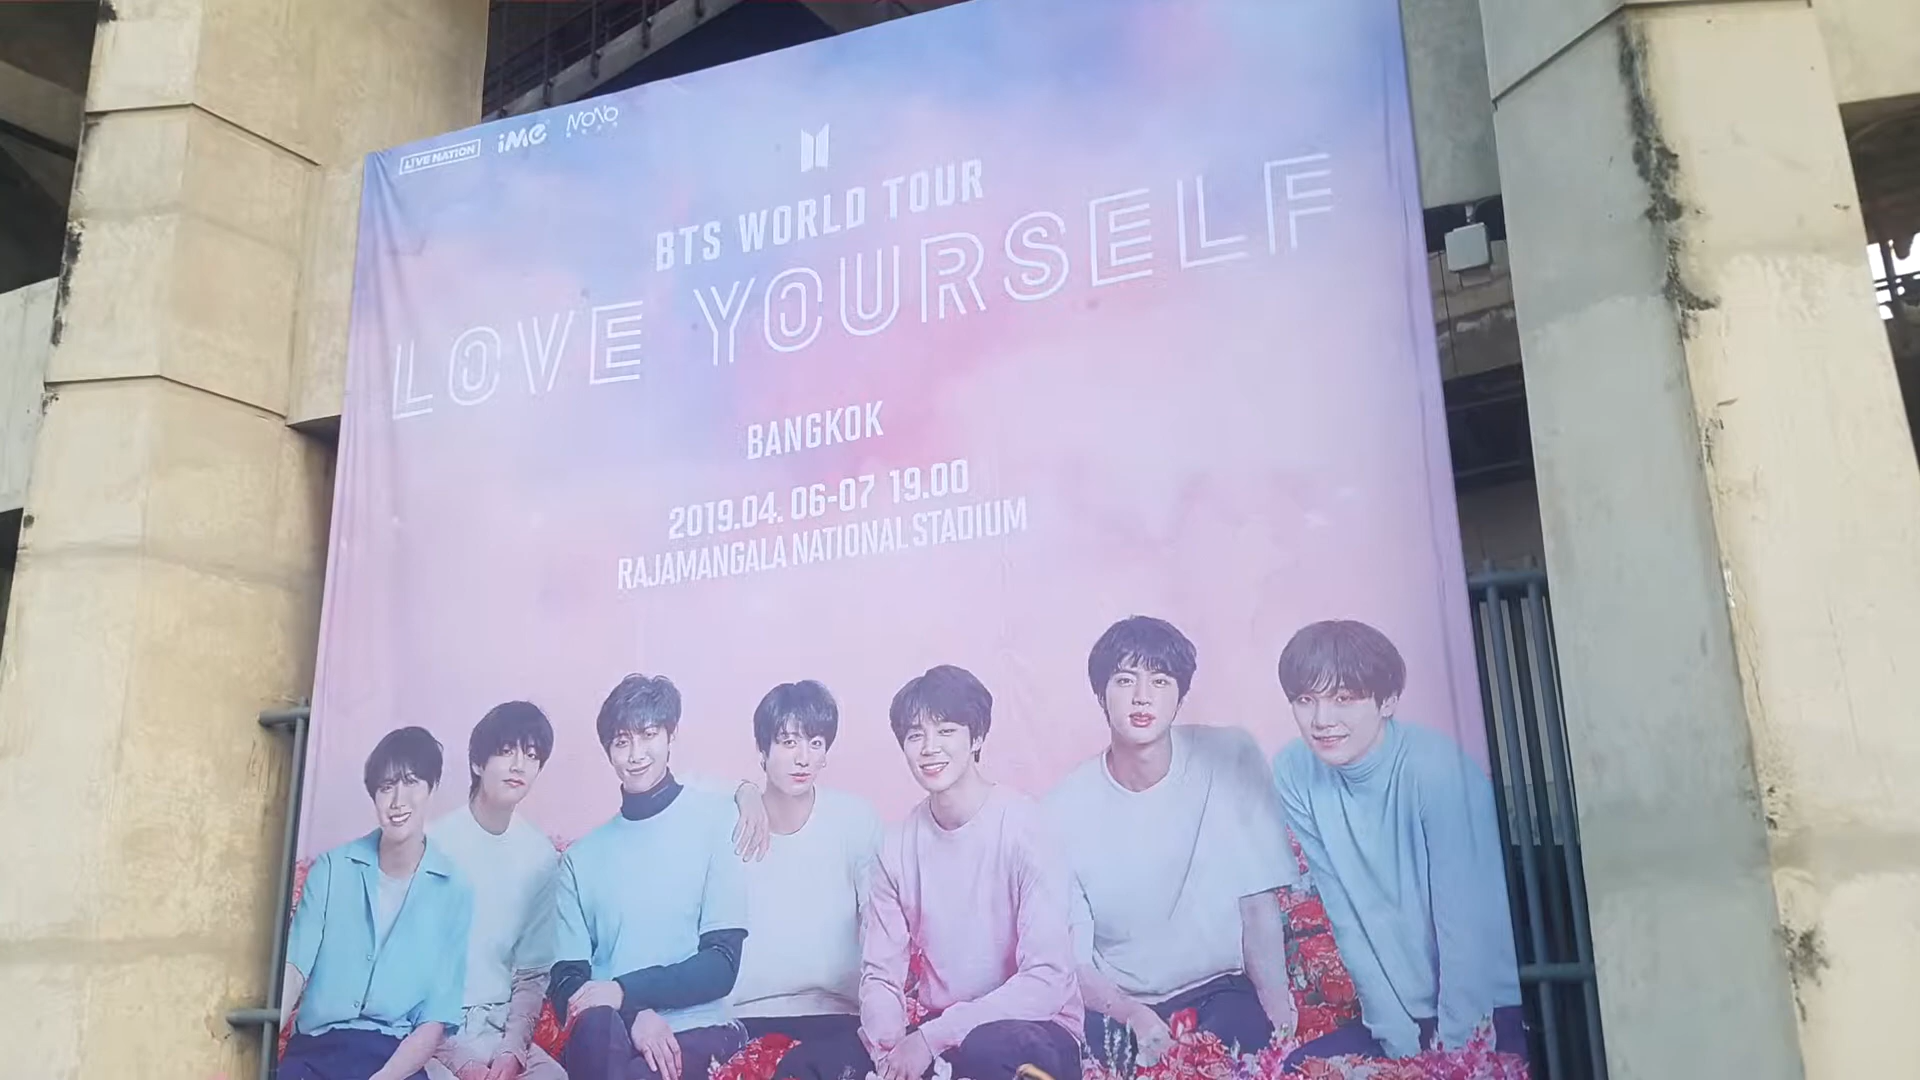 LIVE NATION
iMe
BTS WORLD TOUR
LOVE YOURSELF
BANGKOK
2019.04. 06-07 19.00
RAJAMANGALA NATIONAL STADIUM